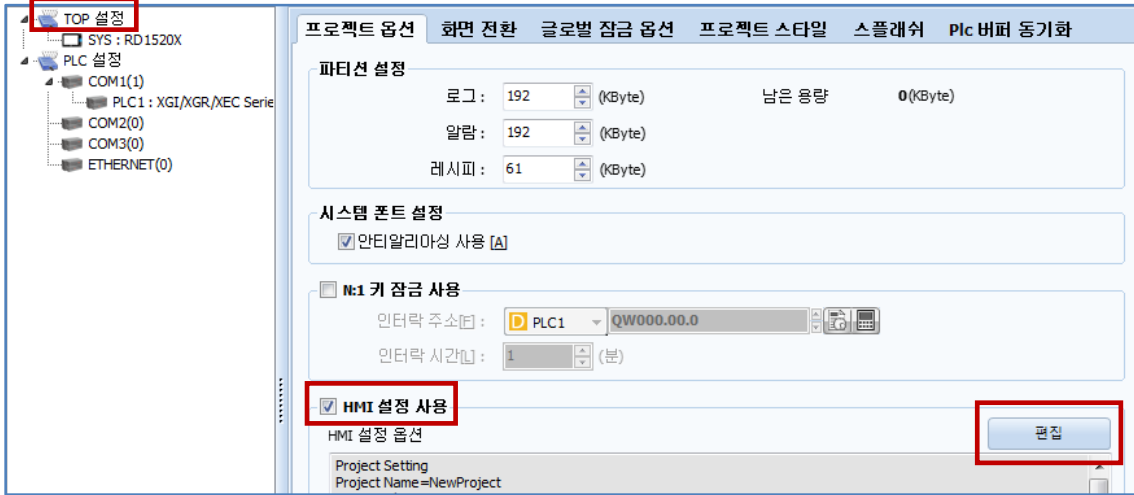 TOP 설정
SYS : RD1520X
PLC 설정
COM1(1)
PLC1 : XGI/XGR/XEC Serie
COM2(0)
COM3(0)
ETHERNET(0)
프로젝트 옵션 화면 전환 글로벌 잠금 옵션 프로젝트 스타일 스플래쉬 Plc 버퍼 동기화
파티션 설정
로그 : 192 (KByte) 남은 용량 0(KByte)
알람 : 192 (KByte)
레시피 : 61 (KByte)
시스템 폰트 설정
안티알리아싱 사용 [A]
N:1 키 잠금 사용
인터락 주소[F] : D PLC1 QW000.00.0
인터락 시간[L] : 1 (분)
HMI 설정 사용
HMI 설정 옵션 편집
Project Setting
Project Name=NewProject